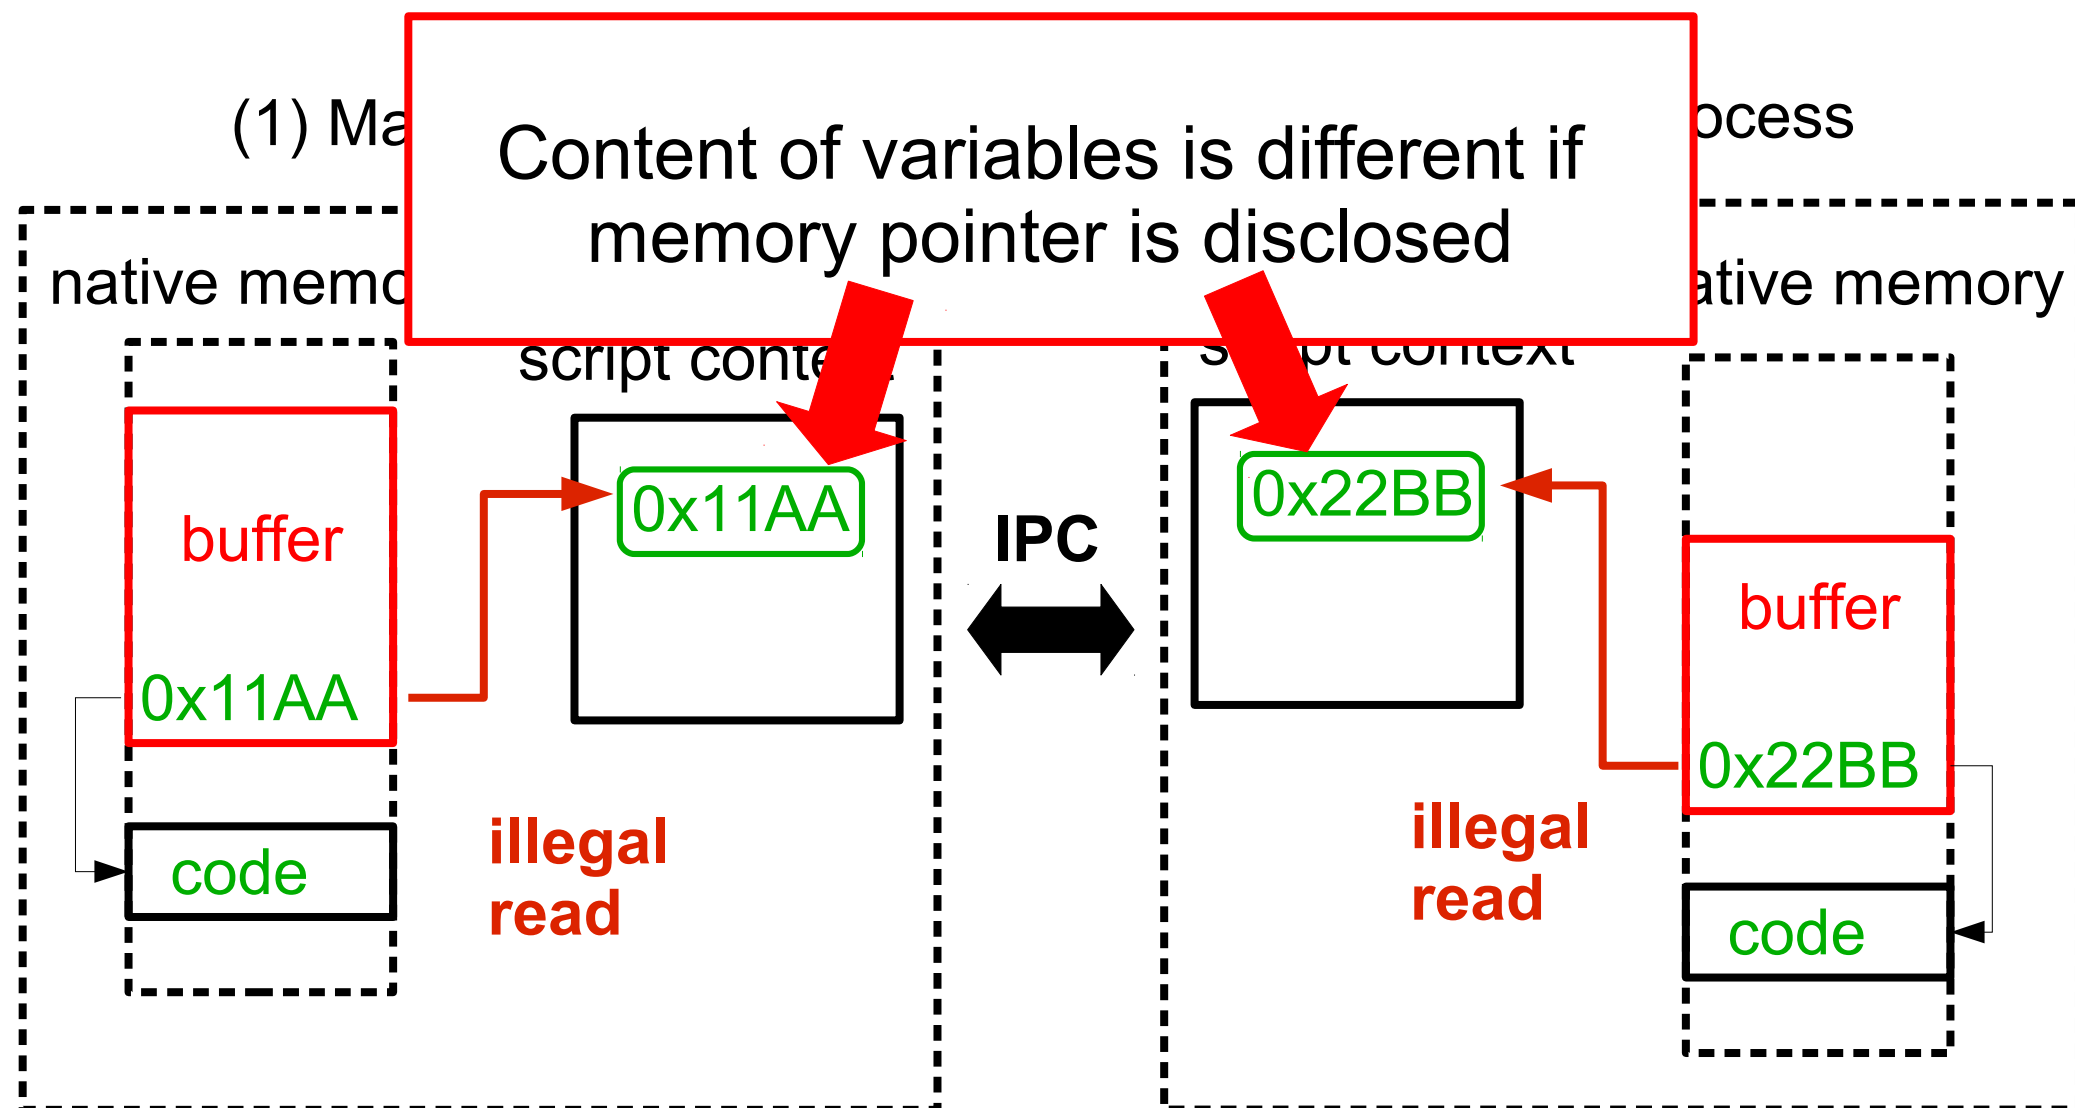 Content of variables is different if
memory pointer is disclosed
(1) Ma
ocess
native memo
ative memory
script conte
script context
buffer
0x11AA
code
0x11AA
illegal
read
IPC
0x22BB
illegal
read
buffer
0x22BB
code